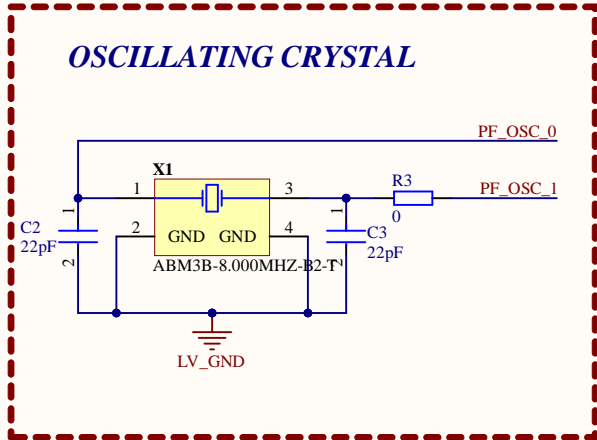 OSCILLATING CRYSTAL
PF_OSC_0
X1
1
3
R3
PF_OSC_1
0
1
C2
22pF
2
2
GND GND
4
1
C3
22pF
2
ABM3B-8.000MHZ-B2-T
LV_GND